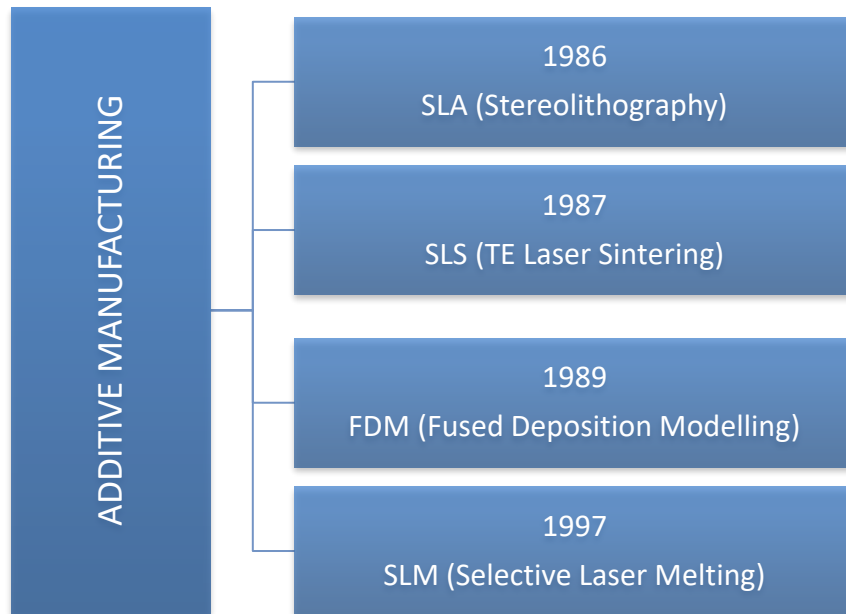 ADDITIVE MANUFACTURING
1986
SLA (Stereolithography)
1987
SLS (TE Laser Sintering)
1989
FDM (Fused Deposition Modelling)
1997
SLM (Selective Laser Melting)